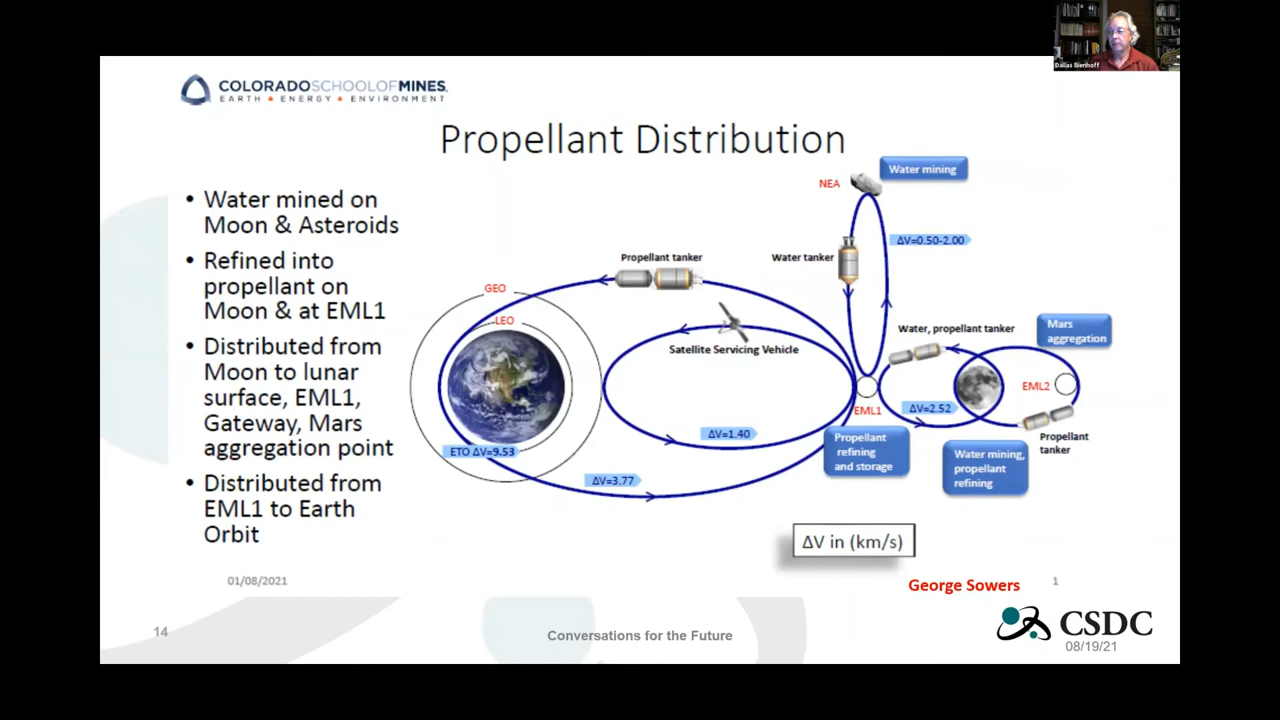 Dallas Bienhoff
COLORADOSCHOOLOFMINES
EARTH • ENERGY • ENVIRONMENT
Propellant Distribution
• Water mined on
Moon & Asteroids
• Refined into
propellant on
Moon & at EML1
• Distributed from
Moon to lunar
surface, EML1,
Gateway, Mars
aggregation point
• Distributed from
EML1 to Earth
Orbit
NEA
Water mining
ΔV=0.50-2.00
Propellant tanker
Water tanker
GEO
LEO
Satellite Servicing Vehicle
Water, propellant tanker
Mars
aggregation
EML2
EML1
ΔV=2.52
ΔV=1.40
Propellant
refining
and storage
Propellant
tanker
ETO ΔV=9.53
Water mining,
propellant
refining
ΔV=3.77
ΔV in (km/s)
01/08/2021
George Sowers
1
14
Conversations for the Future
CSDC
08/19/21